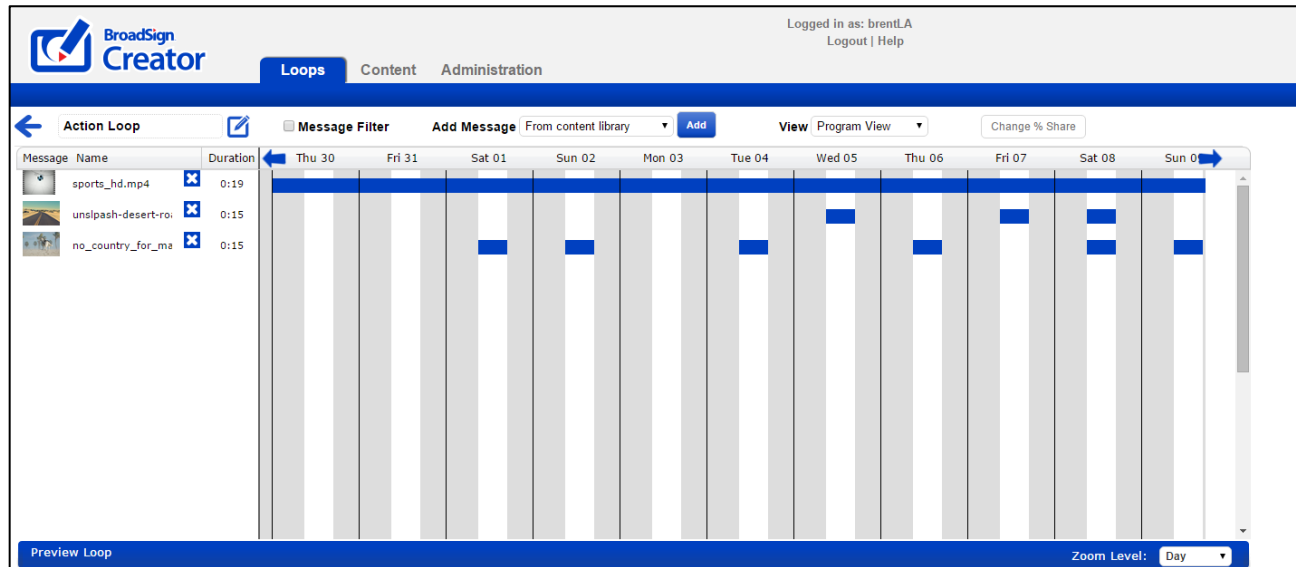 BroadSign
Creator
Logged in as: brentLA
Logout | Help
Loops Content Administration
Action Loop Message Filter Add Message From content library Add View Program View Change % Share
Message Name Duration Thu 30 Fri 31 Sat 01 Sun 02 Mon 03 Tue 04 Wed 05 Thu 06 Fri 07 Sat 08 Sun
sports_hd.mp4 0:19
unslpash-desert-roa 0:15
no_country_for_ma 0:15
Preview Loop Zoom Level: Day